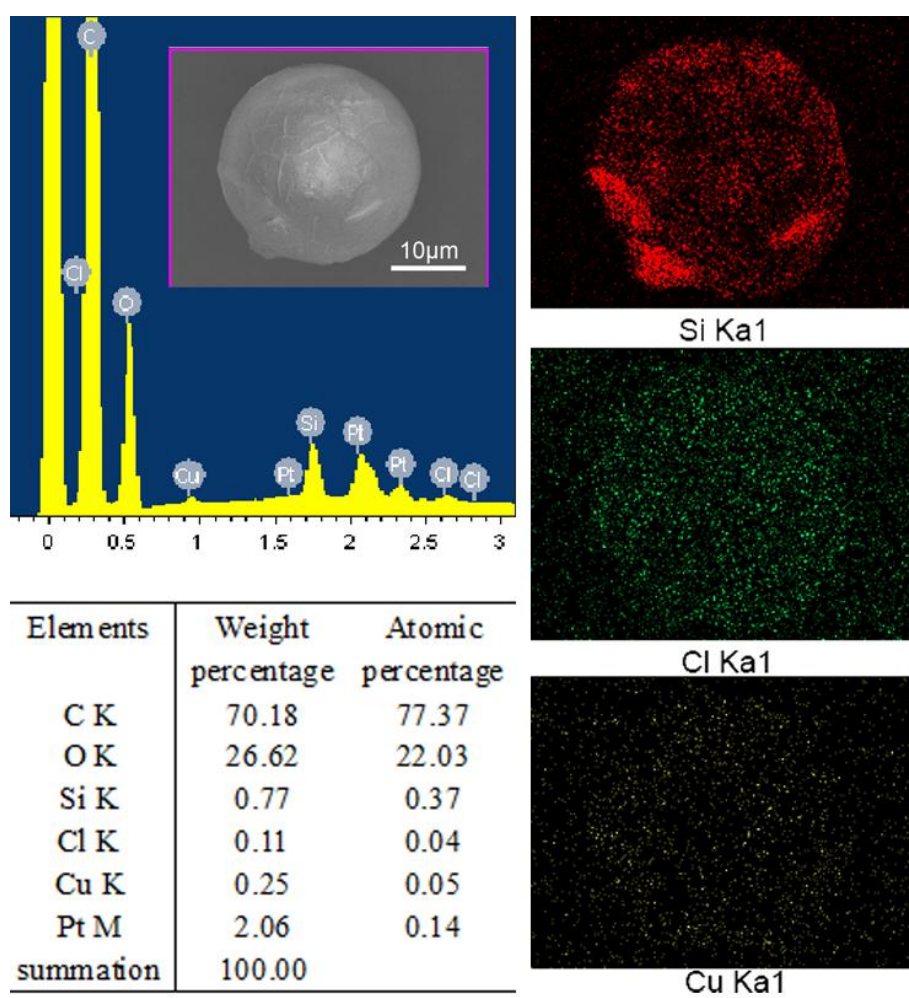 C
Cl
O
Cu
Pt
Si
Pt
Pt
Cl
Cl
10μm
0 0.5 1 1.5 2 2.5 3
Si Ka1
Cl Ka1
Cu Ka1
Elements Weight Atomic
percentage percentage
C K 70.18 77.37
O K 26.62 22.03
Si K 0.77 0.37
Cl K 0.11 0.04
Cu K 0.25 0.05
Pt M 2.06 0.14
summation 100.00